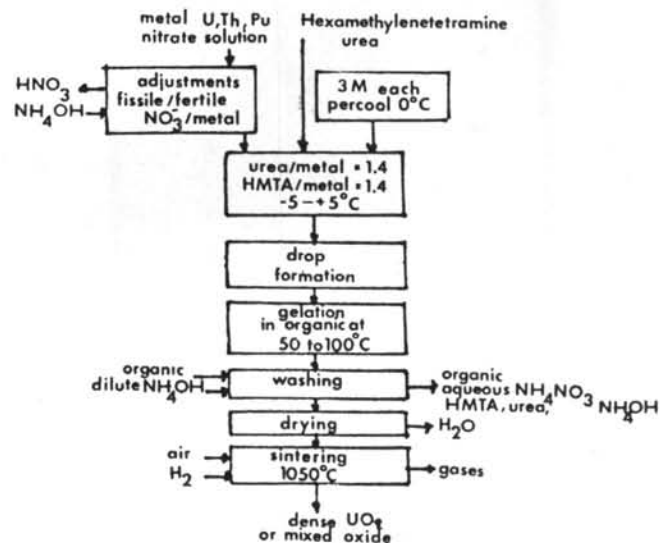 metal U,Th,Pu
nitrate solution
Hexamethylenetetramine
urea
HNO3
NH4OH
adjustments
fissile/fertile
NO3-/metal
3M each
percool 0°C
urea/metal = 1.4
HMTA/metal = 1.4
-5 - +5°C
drop
formation
gelation
in organic at
50 to 100°C
organic
dilute NH4OH
washing
organic
aqueous NH4NO3
HMTA, urea, NH4OH
drying
H2O
air
H2
sintering
1050°C
gases
dense UO2
or mixed oxide